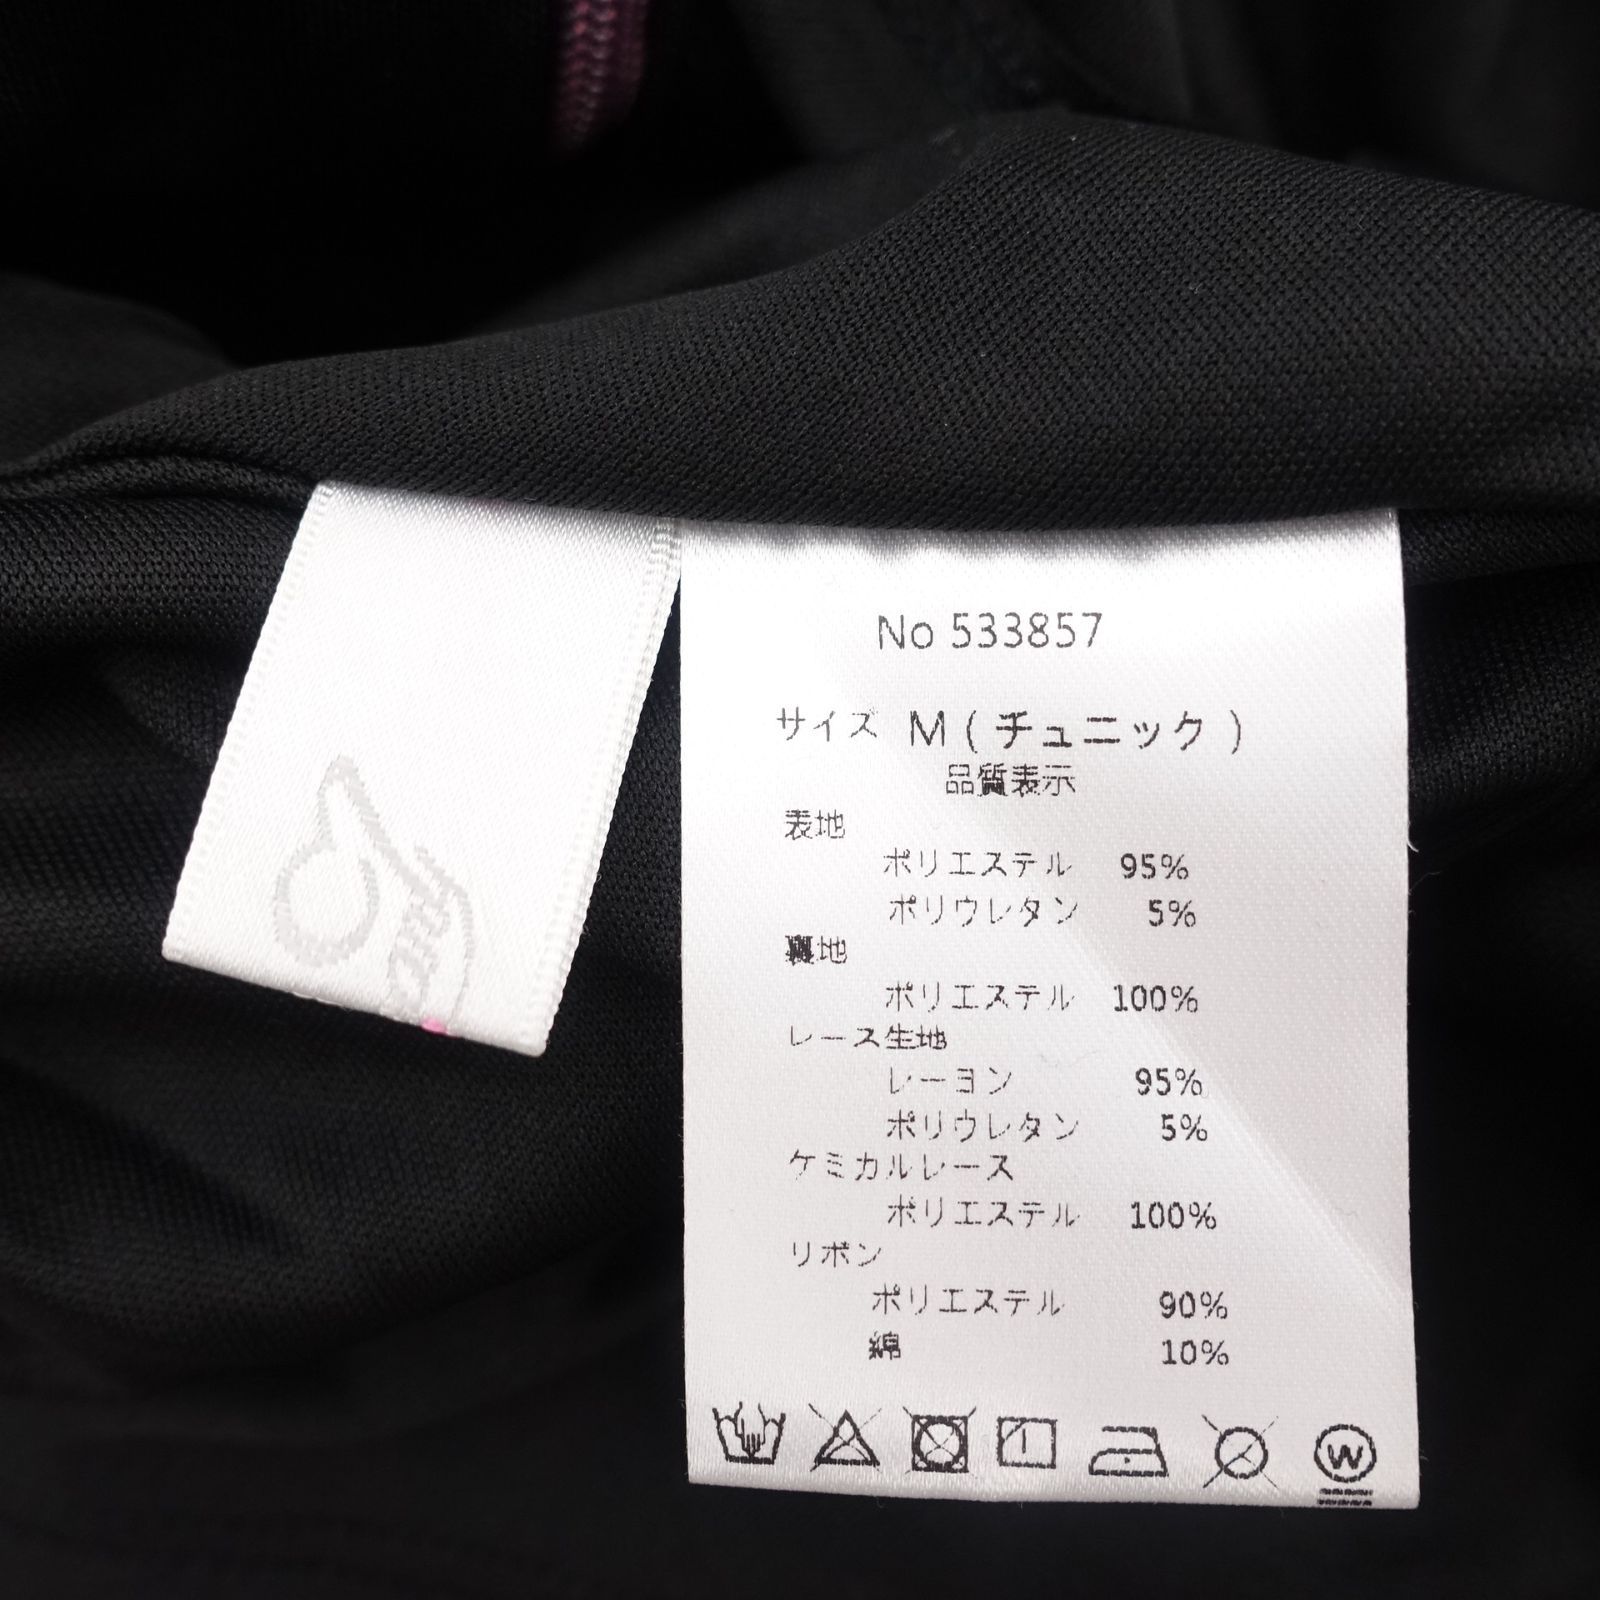 No 533857
サイズ M(チュニック)
品質表示
表地
ポリエステル 95%
ポリウレタン 5%
裏地
ポリエステル 100%
レース生地
レーヨン 95%
ポリウレタン 5%
ケミカルレース
ポリエステル 100%
リボン
ポリエステル 90%
綿 10%
W